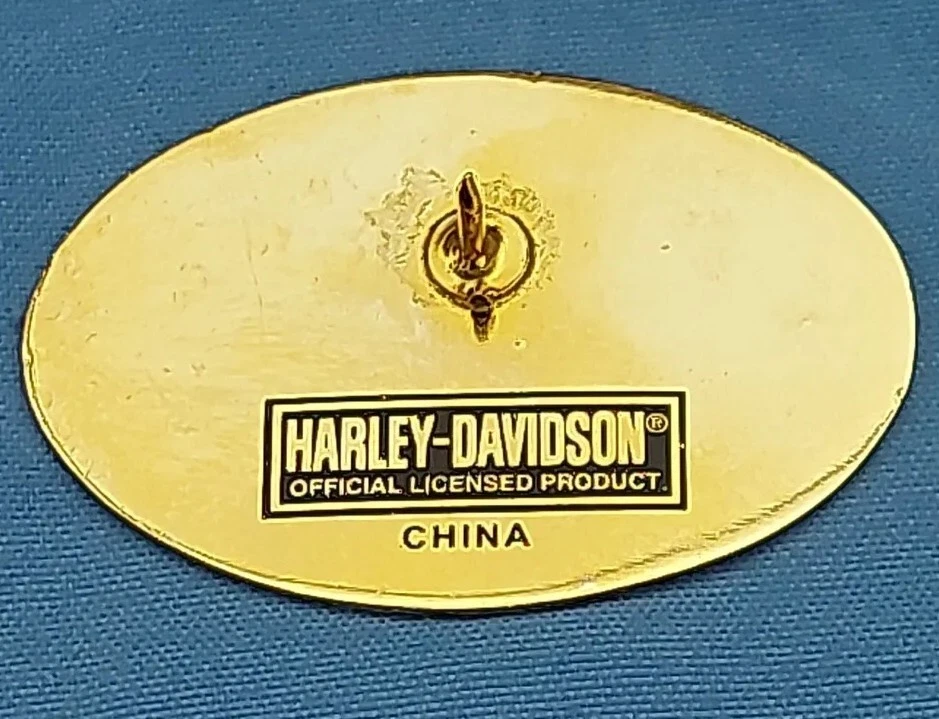 HARLEY-DAVIDSON®
OFFICIAL LICENSED PRODUCT.
CHINA